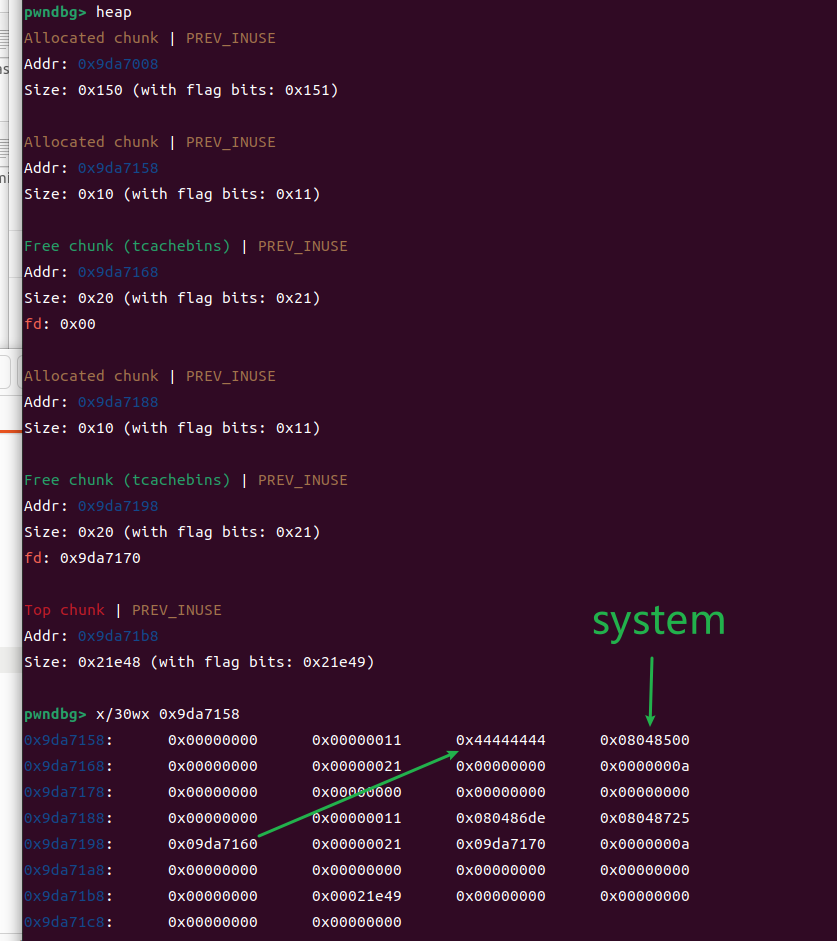 pwndbg> heap
Allocated chunk | PREV_INUSE
Addr: 0x9da7008
Size: 0x150 (with flag bits: 0x151)
Allocated chunk | PREV_INUSE
Addr: 0x9da7158
Size: 0x10 (with flag bits: 0x11)
Free chunk (tcachebins) | PREV_INUSE
Addr: 0x9da7168
Size: 0x20 (with flag bits: 0x21)
fd: 0x00
Allocated chunk | PREV_INUSE
Addr: 0x9da7188
Size: 0x10 (with flag bits: 0x11)
Free chunk (tcachebins) | PREV_INUSE
Addr: 0x9da7198
Size: 0x20 (with flag bits: 0x21)
fd: 0x9da7170
Top chunk | PREV_INUSE
Addr: 0x9da71b8
Size: 0x21e48 (with flag bits: 0x21e49)
system
pwndbg> x/30wx 0x9da7158
0x9da7158: 0x00000000 0x00000011 0x44444444 0x08048500
0x9da7168: 0x00000000 0x00000021 0x00000000 0x0000000a
0x9da7178: 0x00000000 0x00000000 0x00000000 0x00000000
0x9da7188: 0x00000000 0x00000011 0x080486de 0x08048725
0x9da7198: 0x09da7160 0x00000021 0x09da7170 0x0000000a
0x9da71a8: 0x00000000 0x00000000 0x00000000 0x00000000
0x9da71b8: 0x00000000 0x00021e49 0x00000000 0x00000000
0x9da71c8: 0x00000000 0x00000000